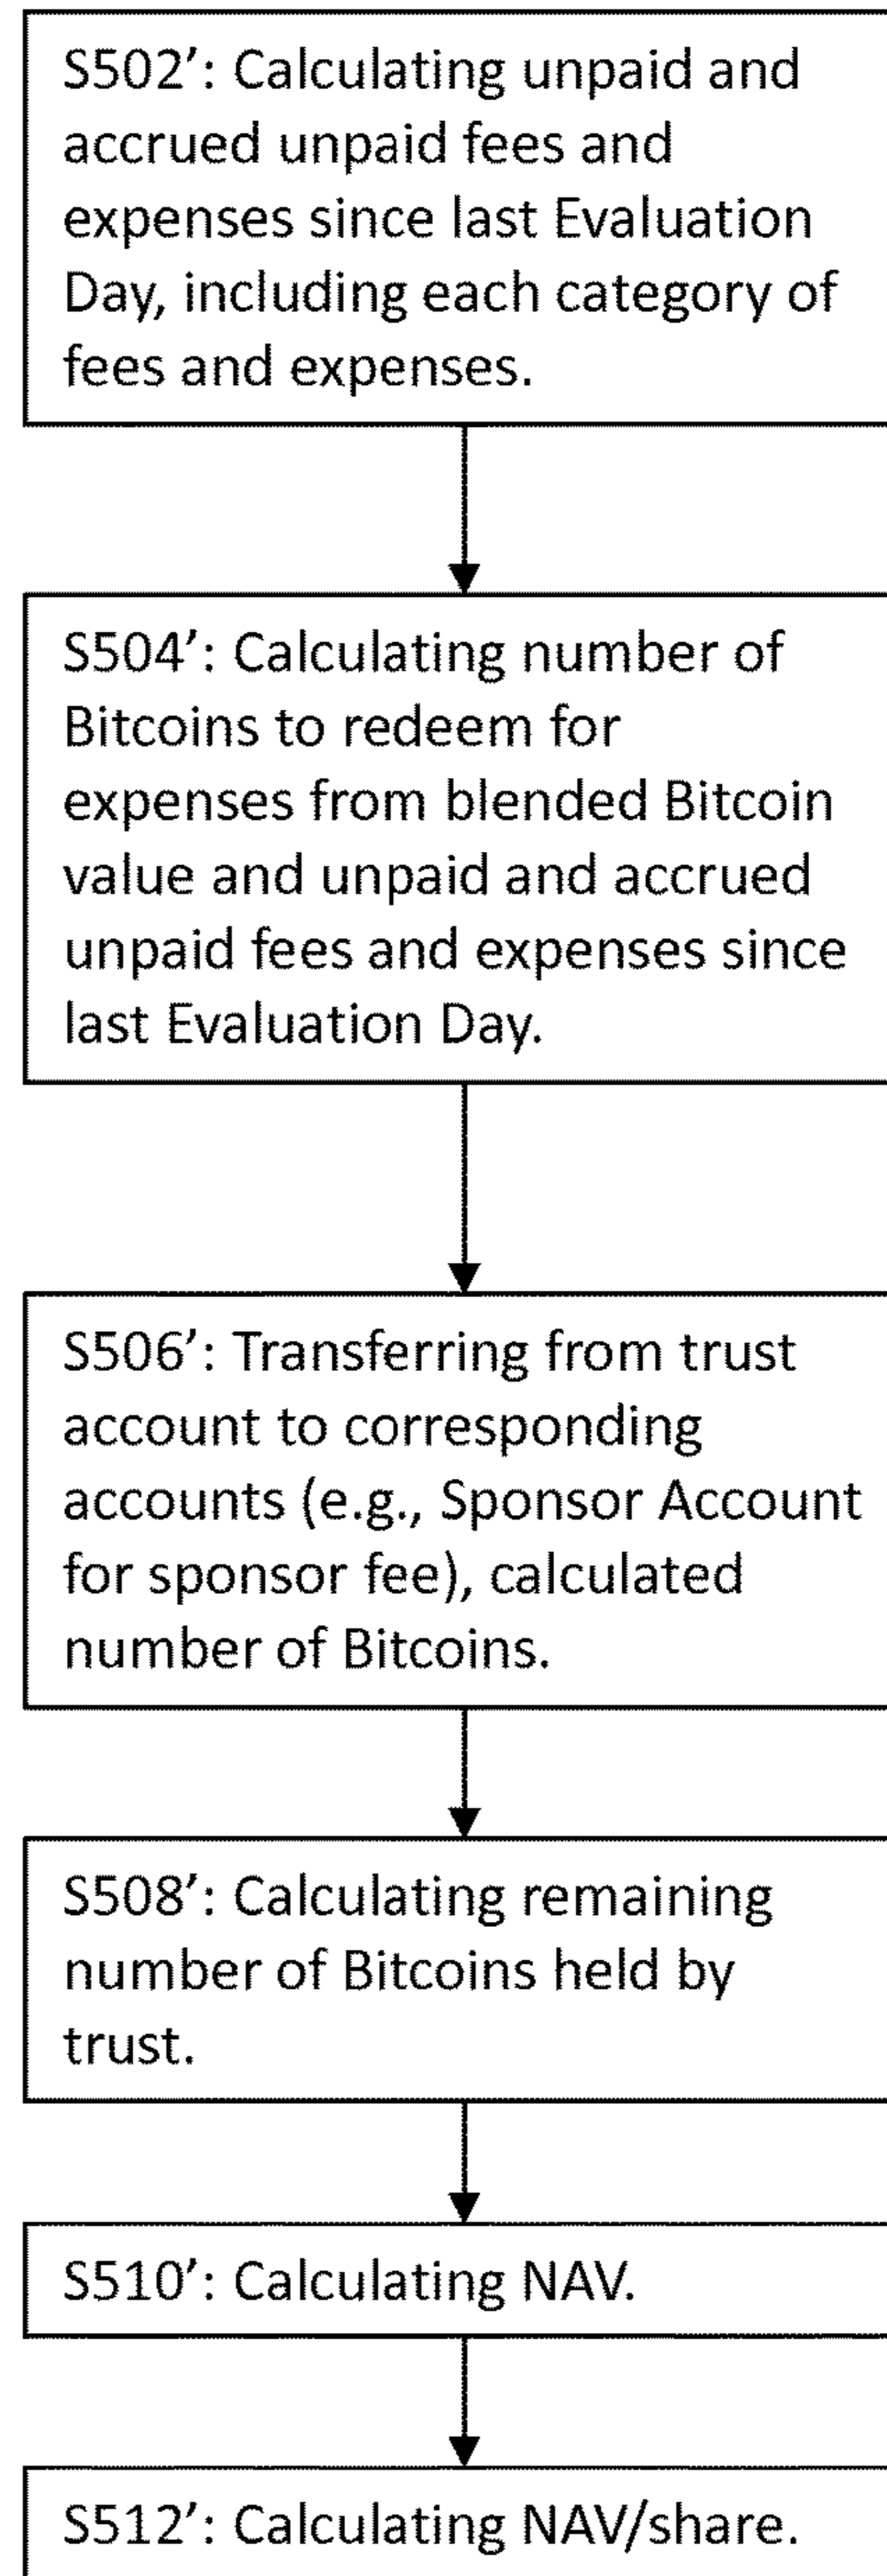 S502’: Calculating unpaid and
accrued unpaid fees and
expenses since last Evaluation
Day, including each category of
fees and expenses.
S504’: Calculating number of
Bitcoins to redeem for
expenses from blended Bitcoin
value and unpaid and accrued
unpaid fees and expenses since
last Evaluation Day.
S506’: Transferring from trust
account to corresponding
accounts (e.g., Sponsor Account
for sponsor fee), calculated
number of Bitcoins.
S508’: Calculating remaining
number of Bitcoins held by
trust.
S510’: Calculating NAV.
S512’: Calculating NAV/share.